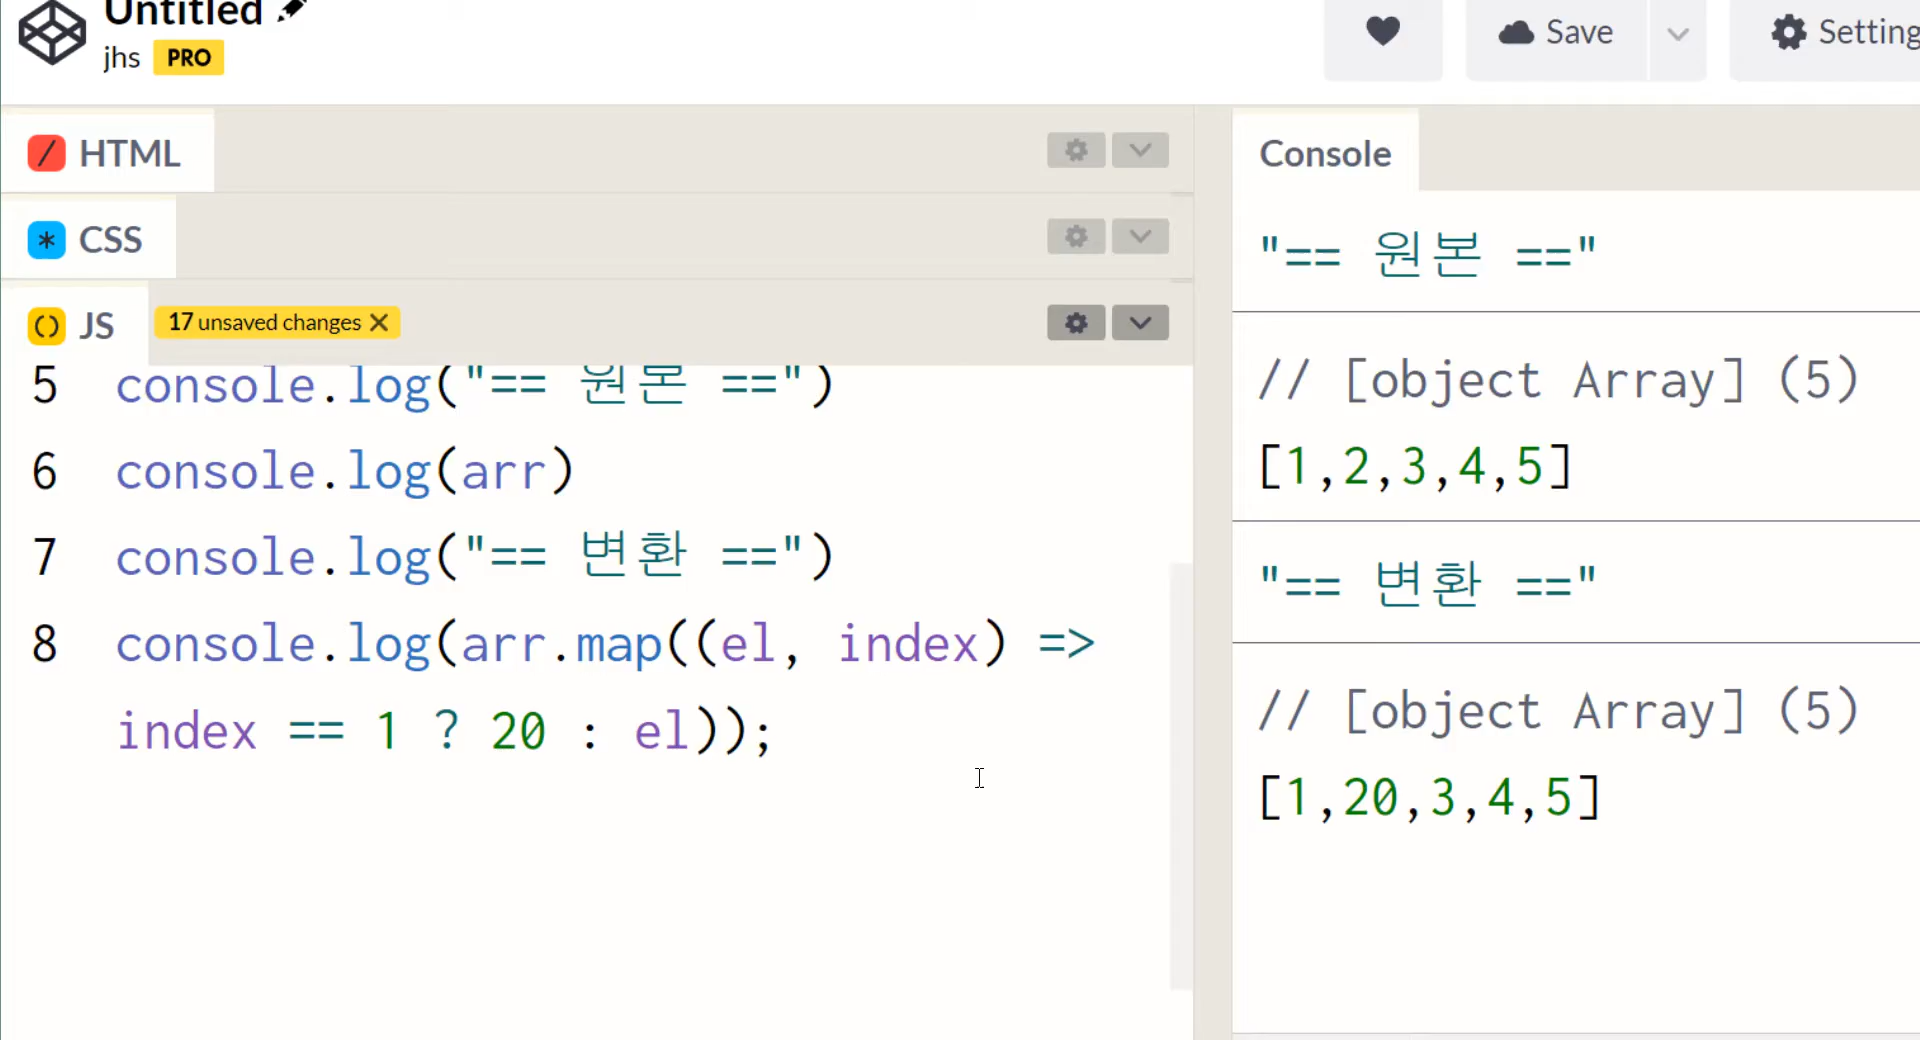 Untitled
jhs PRO
Save
Setting
HTML
CSS
JS 17 unsaved changes
5 console.log("== 원본 ==")
6 console.log(arr)
7 console.log("== 변환 ==")
8 console.log(arr.map((el, index) =>
index == 1 ? 20 : el));
Console
"== 원본 =="
// [object Array] (5)
[1,2,3,4,5]
"== 변환 =="
// [object Array] (5)
[1,20,3,4,5]